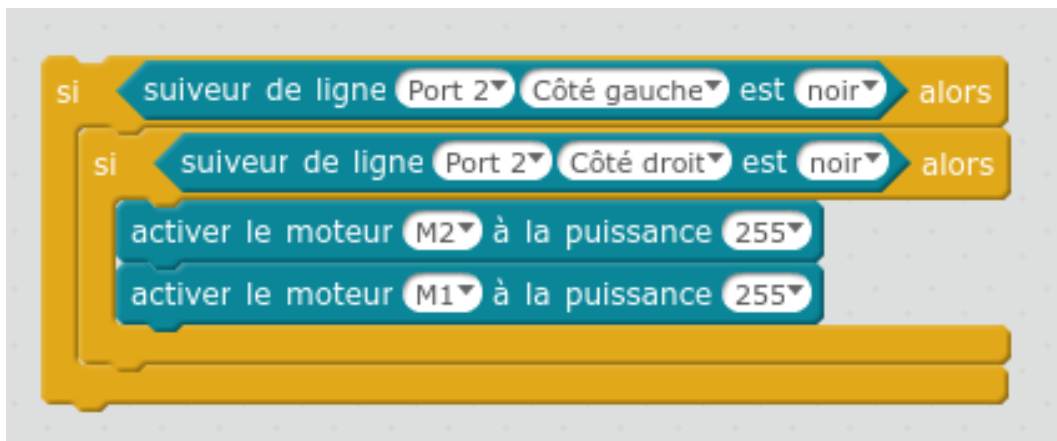 si suiveur de ligne Port 2 Côté gauche est noir alors
si suiveur de ligne Port 2 Côté droit est noir alors
activer le moteur M2 à la puissance 255
activer le moteur M1 à la puissance 255